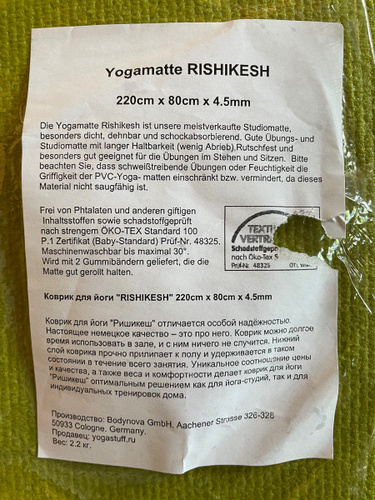 Yogamatte RISHIKESH
220cm x 80cm x 4.5mm
Die Yogamatte Rishikesh ist unsere meistverkaufte Studiomatte,
besonders dicht, dehnbar und schockabsorbierend. Gute Übungs- und
Studiomatte mit langer Haltbarkeit (wenig Abrieb).Rutschfest und
besonders gut geeignet für die Übungen im Stehen und Sitzen. Bitte
beachten Sie, dass schweißtreibende Übungen oder Feuchtigkeit die
Griffigkeit der PVC-Yoga- matten einschränkt bzw. vermindert, da dieses
Material nicht saugfähig ist.
Frei von Phtalaten und anderen giftigen
Inhaltsstoffen sowie schadstoffgeprüft
nach strengem ÖKO-TEX Standard 100
P.1 Zertifikat (Baby-Standard) Prüf-Nr. 48325.
Maschinenwaschbar bis maximal 30°.
Wird mit 2 Gummibändern geliefert, die die
Matte gut gerollt halten.
TEXTI
VERTR
Schadstoffgeprü
nach Öko-Tex S
Prüf-Nr. 48325
Коврик для йоги "RISHIKESH" 220cm x 80cm x 4.5mm
Коврик для йоги "Ришикеш" отличается особой надёжностью.
Настоящее немецкое качество – это про него. Коврик можно долгое
время использовать в зале, и с ним ничего не случится. Нижний
слой коврика прочно прилипает к полу и удерживается в таком
состоянии в течение всего занятия. Уникальное соотношение цены
и качества, а также веса и комфортности делает коврик для йоги
"Ришикеш" оптимальным решением как для йога-студий, так и для
индивидуальных тренировок дома.
Производство: Bodynova GmbH, Aachener Strasse 326-328
50933 Cologne. Germany.
Продавец: yogastuff.ru
Вес: 2.2 кг.